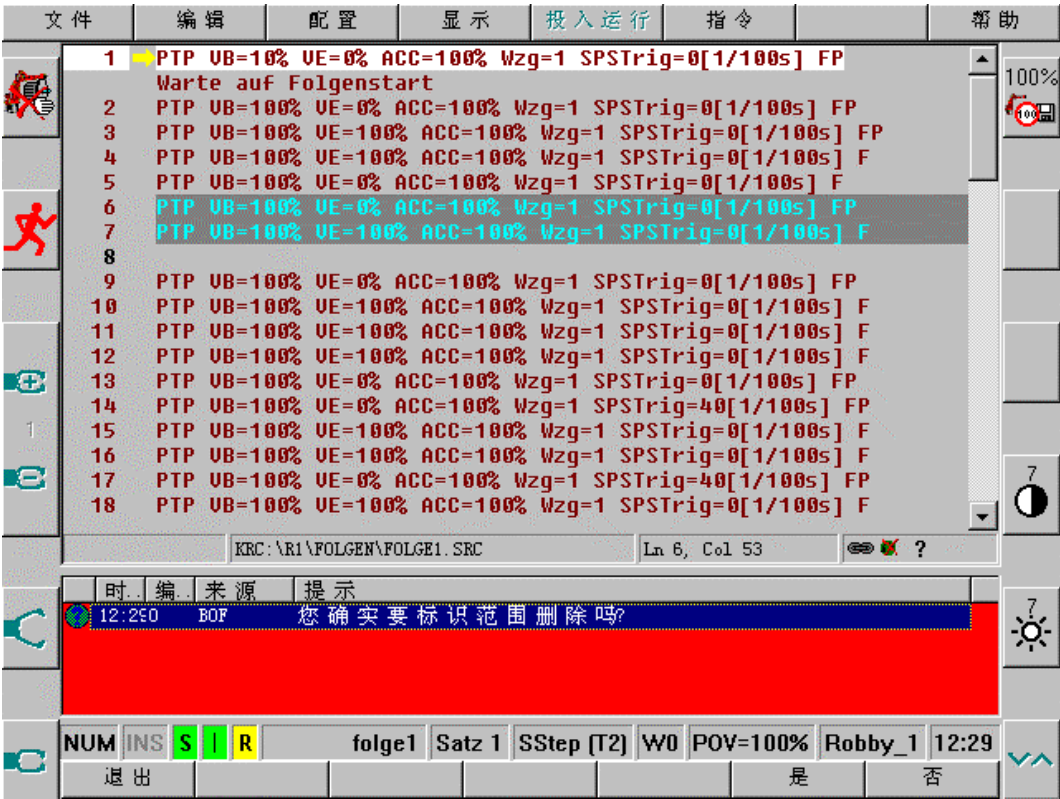 文件 编辑 配置 显示 投入运行 指令 帮助
1 PTP VB=10% VE=0% ACC=100% Wzg=1 SPSTrig=0[1/100s] FP
Warte auf Folgenstart
2 PTP VB=100% VE=0% ACC=100% Wzg=1 SPSTrig=0[1/100s] FP
3 PTP VB=100% VE=100% ACC=100% Wzg=1 SPSTrig=0[1/100s] FP
4 PTP VB=100% VE=100% ACC=100% Wzg=1 SPSTrig=0[1/100s] F
5 PTP VB=100% VE=0% ACC=100% Wzg=1 SPSTrig=0[1/100s] F
6 PTP VB=100% VE=0% ACC=100% Wzg=1 SPSTrig=0[1/100s] FP
7 PTP VB=100% VE=100% ACC=100% Wzg=1 SPSTrig=0[1/100s] F
8
9 PTP VB=100% VE=0% ACC=100% Wzg=1 SPSTrig=0[1/100s] FP
10 PTP VB=100% VE=100% ACC=100% Wzg=1 SPSTrig=0[1/100s] F
11 PTP VB=100% VE=100% ACC=100% Wzg=1 SPSTrig=0[1/100s] F
12 PTP VB=100% VE=100% ACC=100% Wzg=1 SPSTrig=0[1/100s] F
13 PTP VB=100% VE=0% ACC=100% Wzg=1 SPSTrig=0[1/100s] FP
14 PTP VB=100% VE=0% ACC=100% Wzg=1 SPSTrig=40[1/100s] FP
15 PTP VB=100% VE=100% ACC=100% Wzg=1 SPSTrig=0[1/100s] F
16 PTP VB=100% VE=100% ACC=100% Wzg=1 SPSTrig=0[1/100s] F
17 PTP VB=100% VE=0% ACC=100% Wzg=1 SPSTrig=40[1/100s] FP
18 PTP VB=100% VE=100% ACC=100% Wzg=1 SPSTrig=0[1/100s] F
100%
100
1
7
7
KRC:\R1\FOLGEN\FOLGE1.SRC Ln 6, Col 53 ?
时.. 编.. 来源 提示
12:290 BOF 您确实要标识范围删除吗?
NUM INS S I R folge1 Satz 1 SStep (T2) W0 POV=100% Robby_1 12:29
退出 是 否